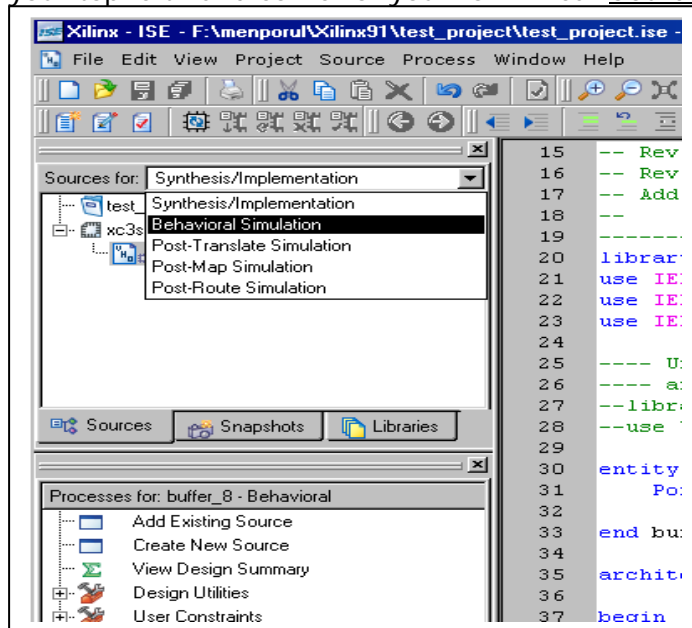 Xilinx - ISE - F:\menporul\Xilinx91\test_project\test_project.ise -
File Edit View Project Source Process Window Help
Sources for: Synthesis/Implementation
test_
Synthesis/Implementation
xc3s
Behavioral Simulation
Post-Translate Simulation
Post-Map Simulation
Post-Route Simulation
Sources Snapshots Libraries
Processes for: buffer_8 - Behavioral
Add Existing Source
Create New Source
View Design Summary
Design Utilities
User Constraints
15 -- Rev
16 -- Rev
17 -- Add
18 --
19 -------
20 librar
21 use IE
22 use IE
23 use IE
24
25 ---- U
26 ---- a
27 --libra
28 --use
29
30 entity
31 Po
32
33 end bu
34
35 archit
36
37 begin